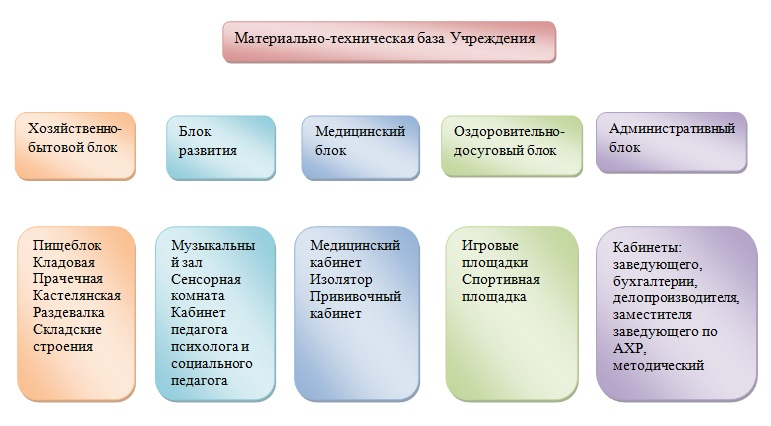 Материально-техническая база Учреждения
Хозяйственно-
бытовой блок
Блок
развития
Медицинский
блок
Оздоровительно-
досуговый блок
Административный
блок
Пищеблок
Кладовая
Прачечная
Кастелянская
Раздевалка
Складские
строения
Музыкальны
й зал
Сенсорная
комната
Кабинет
педагога
психолога и
социального
педагога
Медицинский
кабинет
Изолятор
Прививочный
кабинет
Игровые
площадки
Спортивная
площадка
Кабинеты:
заведующего,
бухгалтерии,
делопроизводителя,
заместителя
заведующего по
АХР,
методический